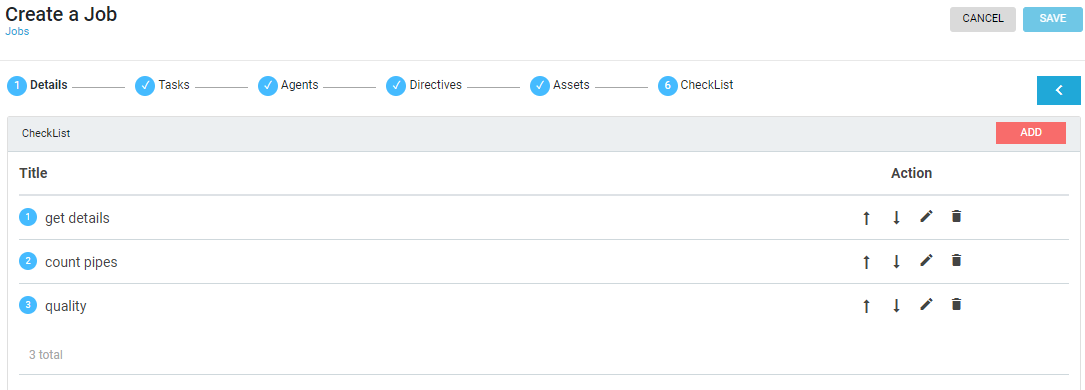 Create a Job
CANCEL SAVE
Jobs
1 Details Tasks Agents Directives Assets 6 CheckList
CheckList ADD
Title Action
1 get details
2 count pipes
3 quality
3 total